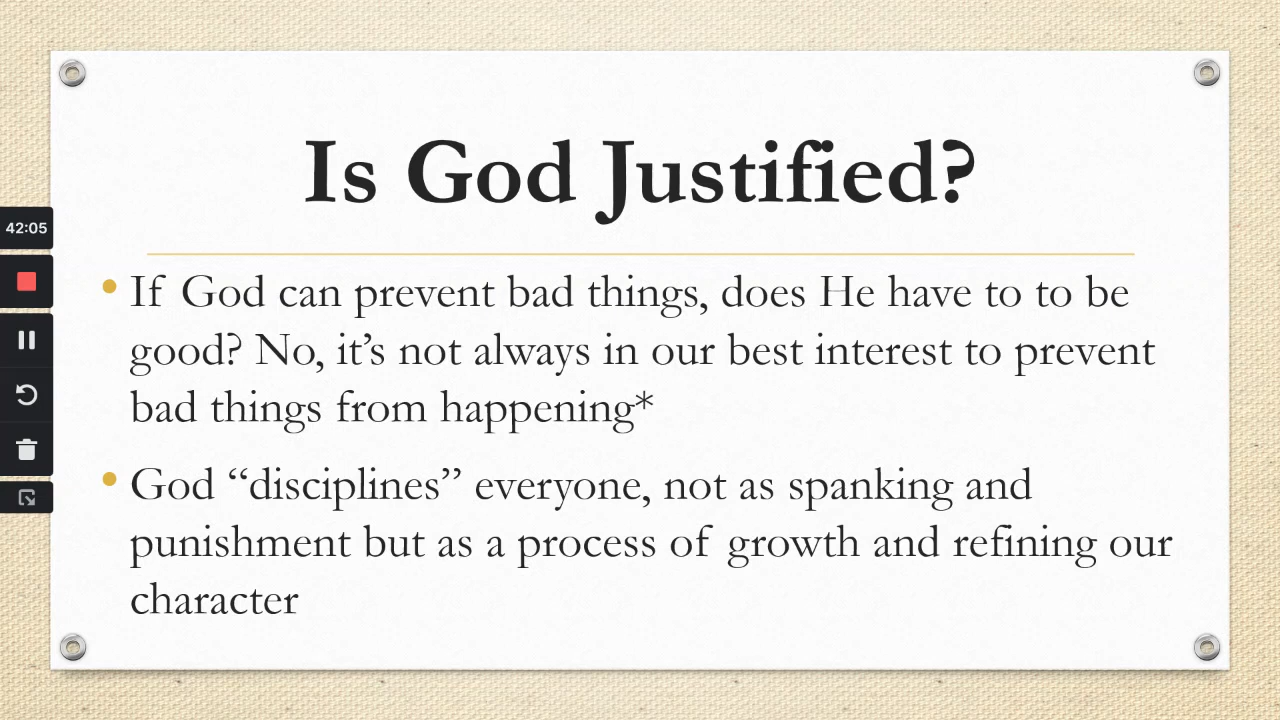 Is God Justified?
42:05
• If God can prevent bad things, does He have to to be
good? No, it’s not always in our best interest to prevent
bad things from happening*
• God “disciplines” everyone, not as spanking and
punishment but as a process of growth and refining our
character